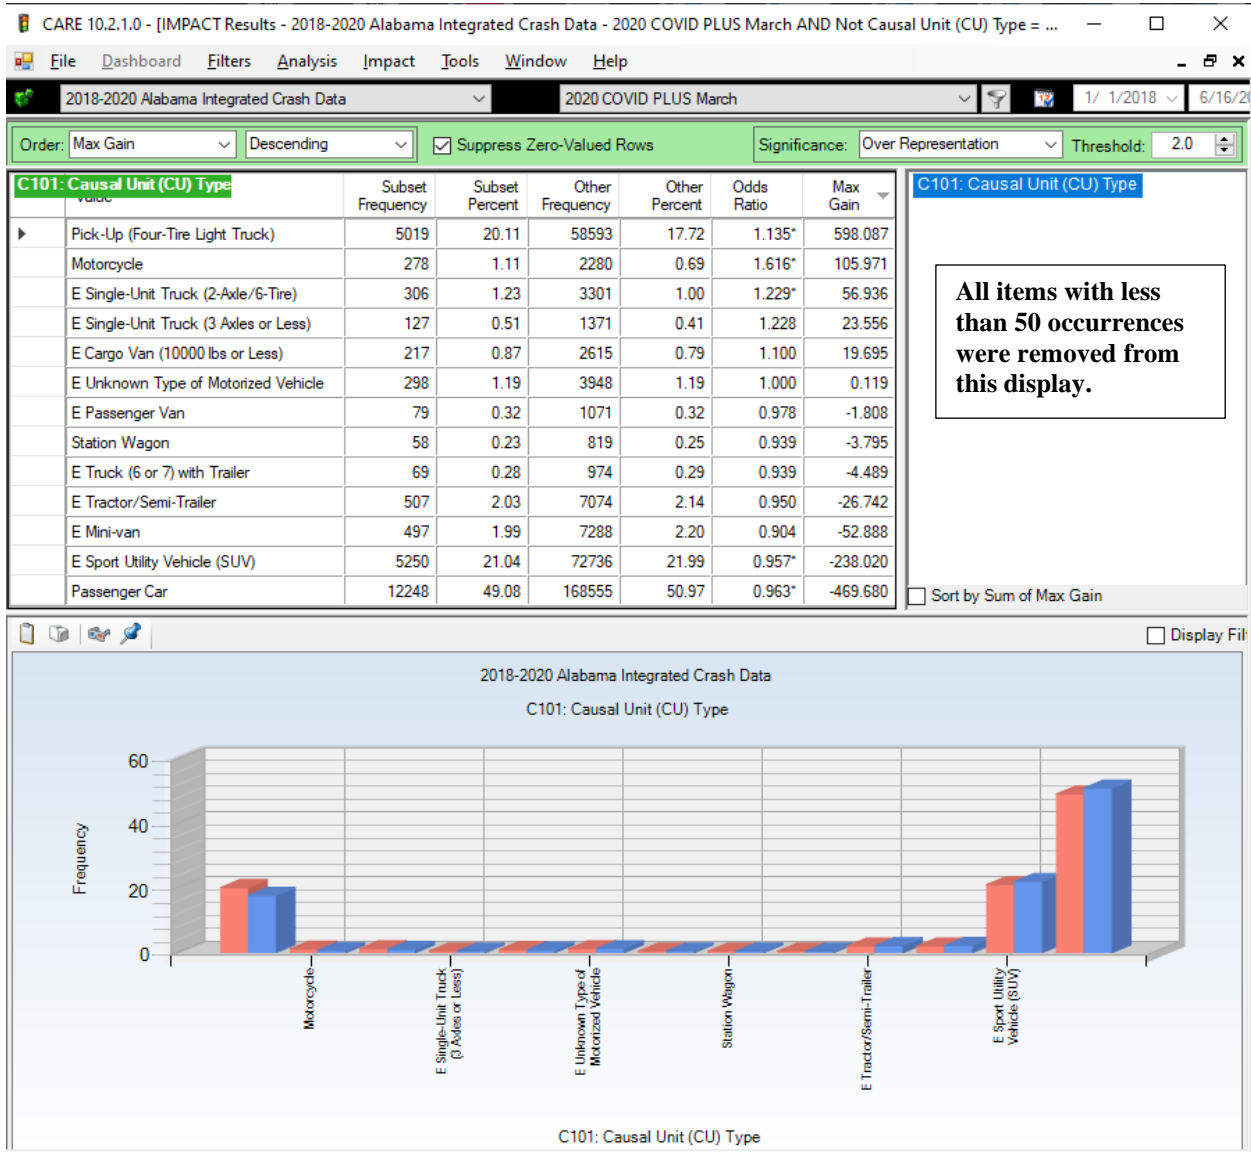 CARE 10.2.1.0 - [IMPACT Results - 2018-2020 Alabama Integrated Crash Data - 2020 COVID PLUS March AND Not Causal Unit (CU) Type = ...
File Dashboard Filters Analysis Impact Tools Window Help
2018-2020 Alabama Integrated Crash Data 2020 COVID PLUS March 1/ 1/2018 6/16/20
Order: Max Gain Descending Suppress Zero-Valued Rows Significance: Over Representation Threshold: 2.0
C101: Causal Unit (CU) Type Subset Frequency Subset Percent Other Frequency Other Percent Odds Ratio Max Gain
Pick-Up (Four-Tire Light Truck) 5019 20.11 58593 17.72 1.135* 598.087
Motorcycle 278 1.11 2280 0.69 1.616* 105.971
E Single-Unit Truck (2-Axle/6-Tire) 306 1.23 3301 1.00 1.229* 56.936
E Single-Unit Truck (3 Axles or Less) 127 0.51 1371 0.41 1.228 23.556
E Cargo Van (10000 lbs or Less) 217 0.87 2615 0.79 1.100 19.695
E Unknown Type of Motorized Vehicle 298 1.19 3948 1.19 1.000 0.119
E Passenger Van 79 0.32 1071 0.32 0.978 -1.808
Station Wagon 58 0.23 819 0.25 0.939 -3.795
E Truck (6 or 7) with Trailer 69 0.28 974 0.29 0.939 -4.489
E Tractor/Semi-Trailer 507 2.03 7074 2.14 0.950 -26.742
E Mini-van 497 1.99 7288 2.20 0.904 -52.888
E Sport Utility Vehicle (SUV) 5250 21.04 72736 21.99 0.957* -238.020
Passenger Car 12248 49.08 168555 50.97 0.963* -469.680
C101: Causal Unit (CU) Type
All items with less
than 50 occurrences
were removed from
this display.
Sort by Sum of Max Gain
Display Filt
2018-2020 Alabama Integrated Crash Data
C101: Causal Unit (CU) Type
Frequency
60
40
20
0
Motorcycle
E Single-Unit Truck
(3 Axles or Less)
E Unknown Type of
Motorized Vehicle
Station Wagon
E Tractor/Semi-Trailer
E Sport Utility
Vehicle (SUV)
C101: Causal Unit (CU) Type